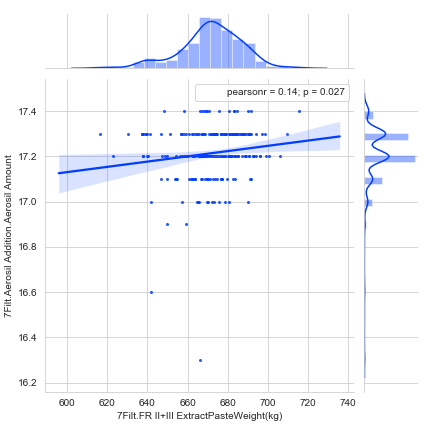 pearsonr = 0.14; p = 0.027
17.4
17.2
17.0
16.8
16.6
16.4
16.2
7Filt.Aerosil Addition.Aerosil Amount
600 620 640 660 680 700 720 740
7Filt.FR II+III ExtractPasteWeight(kg)